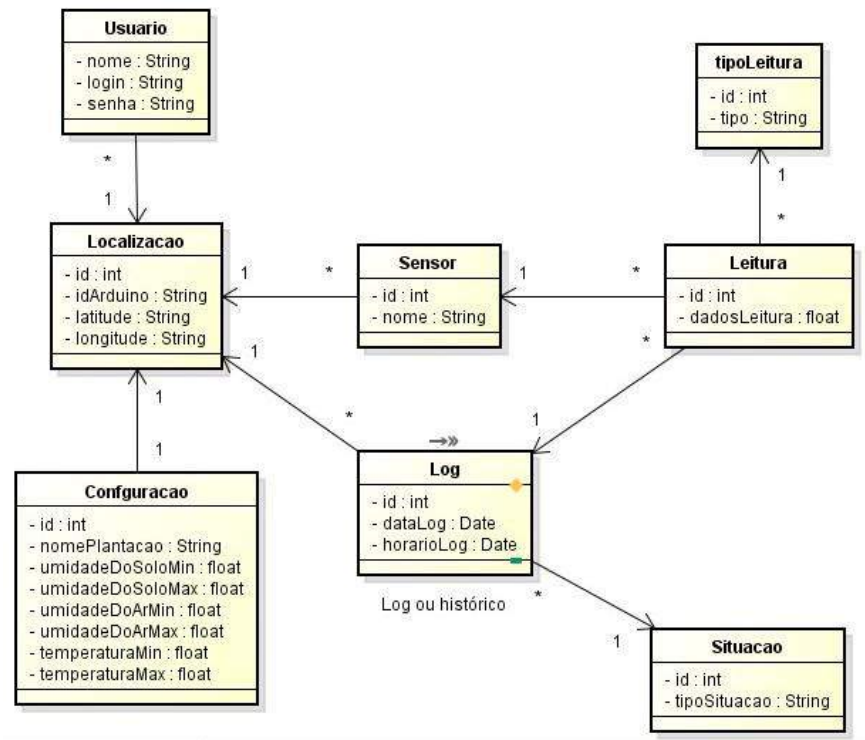 Usuario
- nome : String
- login : String
- senha : String
tipoLeitura
- id : int
- tipo : String
*
1
1
*
Localizacao
- id : int
- idArduino : String
- latitude : String
- longitude : String
1
*
Sensor
- id : int
- nome : String
1
*
Leitura
- id : int
- dadosLeitura : float
1
*
*
1
1
1
Log
- id : int
- dataLog : Date
- horarioLog : Date
Confguracao
- id : int
- nomePlantacao : String
- umidadeDoSoloMin : float
- umidadeDoSoloMax : float
- umidadeDoArMin : float
- umidadeDoArMax : float
- temperaturaMin : float
- temperaturaMax : float
Log ou histórico
*
1
Situacao
- id : int
- tipoSituacao : String